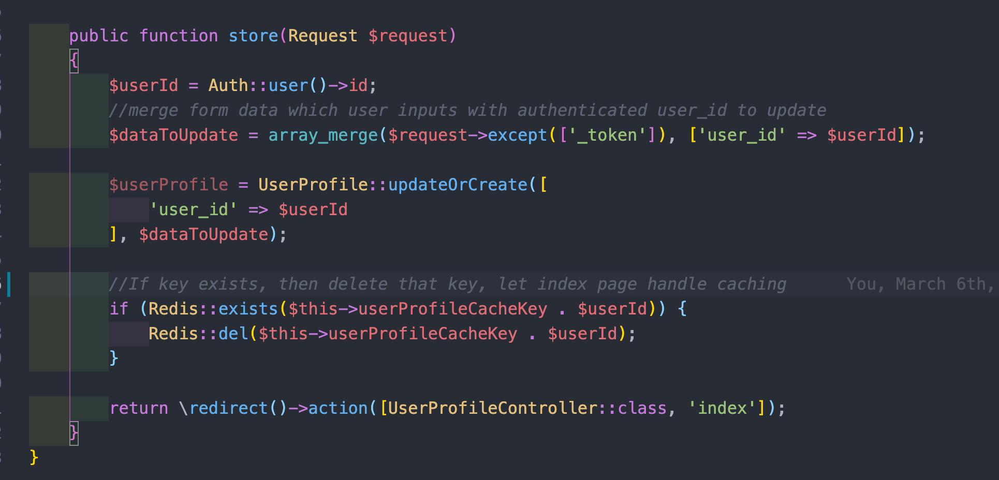 public function store(Request $request)
{
$userId = Auth::user()->id;
//merge form data which user inputs with authenticated user_id to update
$dataToUpdate = array_merge($request->except(['_token']), ['user_id' => $userId]);
$userProfile = UserProfile::updateOrCreate([
'user_id' => $userId
], $dataToUpdate);
//If key exists, then delete that key, let index page handle caching You, March 6th,
if (Redis::exists($this->userProfileCacheKey . $userId)) {
Redis::del($this->userProfileCacheKey . $userId);
}
return \redirect()->action([UserProfileController::class, 'index']);
}
}